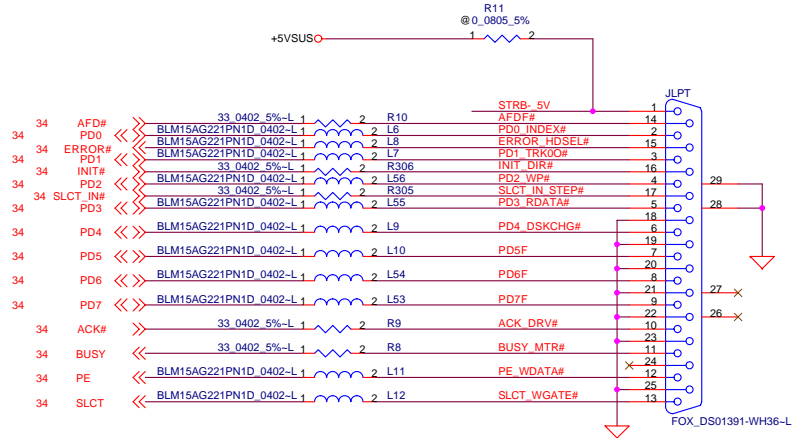 R11
@0_0805_5%
+5VSUS
1 2
JLPT
STRB-_5V 1
34 AFD# 33_0402_5%~L 1 2 R10 AFDF# 14
34 PD0 BLM15AG221PN1D_0402~L 1 2 L6 PD0_INDEX# 2
34 ERROR# BLM15AG221PN1D_0402~L 1 2 L8 ERROR_HDSEL# 15
34 PD1 BLM15AG221PN1D_0402~L 1 2 L7 PD1_TRK0O# 3
34 INIT# 33_0402_5%~L 1 2 R306 INIT_DIR# 16
34 PD2 BLM15AG221PN1D_0402~L 1 2 L56 PD2_WP# 4 29
34 SLCT_IN# 33_0402_5%~L 1 2 R305 SLCT_IN_STEP# 17
34 PD3 BLM15AG221PN1D_0402~L 1 2 L55 PD3_RDATA# 5 28
18
34 PD4 BLM15AG221PN1D_0402~L 1 2 L9 PD4_DSKCHG# 6
19
34 PD5 BLM15AG221PN1D_0402~L 1 2 L10 PD5F 7
20
34 PD6 BLM15AG221PN1D_0402~L 1 2 L54 PD6F 8
21 27
34 PD7 BLM15AG221PN1D_0402~L 1 2 L53 PD7F 9
22 26
34 ACK# 33_0402_5%~L 1 2 R9 ACK_DRV# 10
23
34 BUSY 33_0402_5%~L 1 2 R8 BUSY_MTR# 11
24
34 PE BLM15AG221PN1D_0402~L 1 2 L11 PE_WDATA# 12
25
34 SLCT BLM15AG221PN1D_0402~L 1 2 L12 SLCT_WGATE# 13
FOX_DS01391-WH36~L